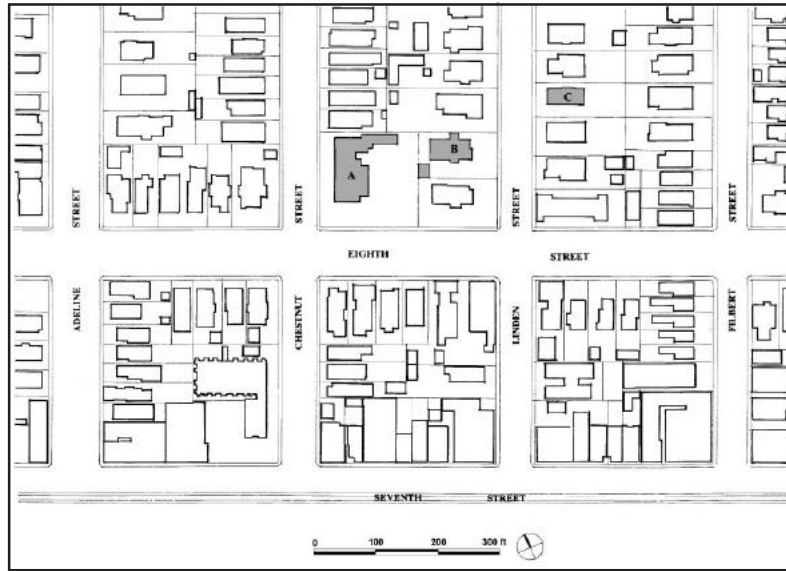 C
B
A
STREET
STREET
STREET
STREET
EIGHTH STREET
ADELINE
CHESTNUT
LINDEN
FILBERT
SEVENTH STREET
0 100 200 300 ft